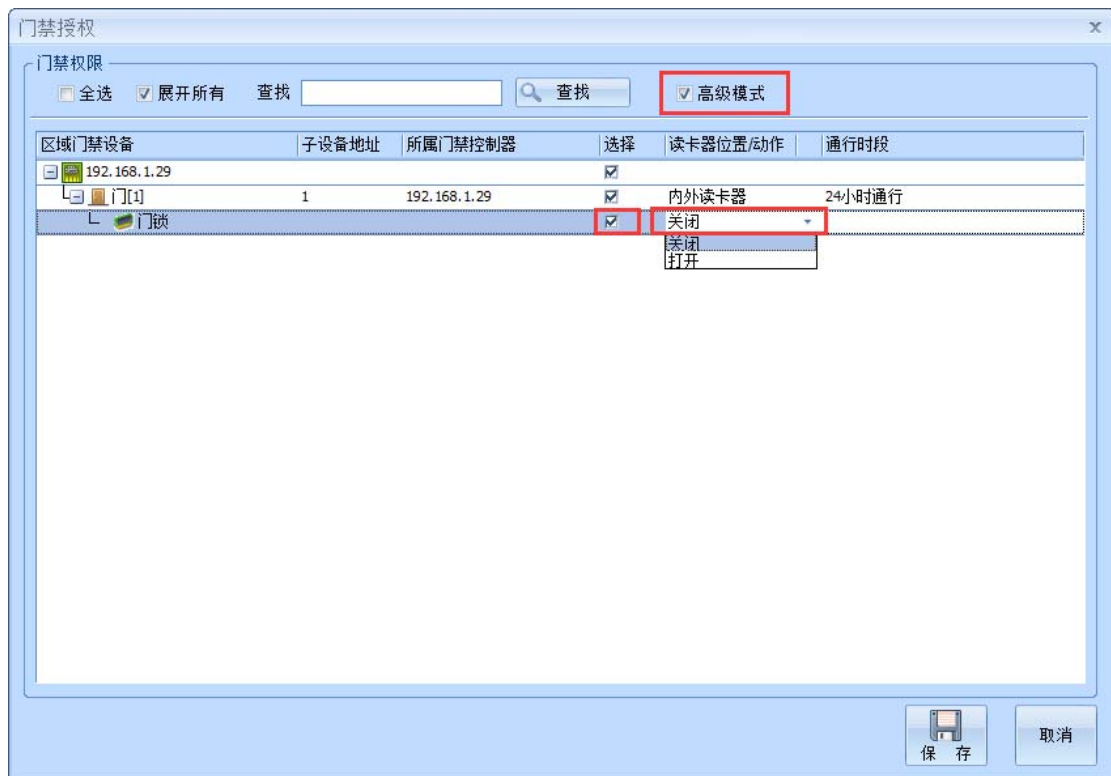 门禁授权
门禁权限
全选 展开所有 查找 查找 高级模式
区域门禁设备 子设备地址 所属门禁控制器 选择 读卡器位置/动作 通行时段
192.168.1.29
门[1] 1 192.168.1.29 内外读卡器 24小时通行
门锁 关闭
关闭
打开
保 存 取消